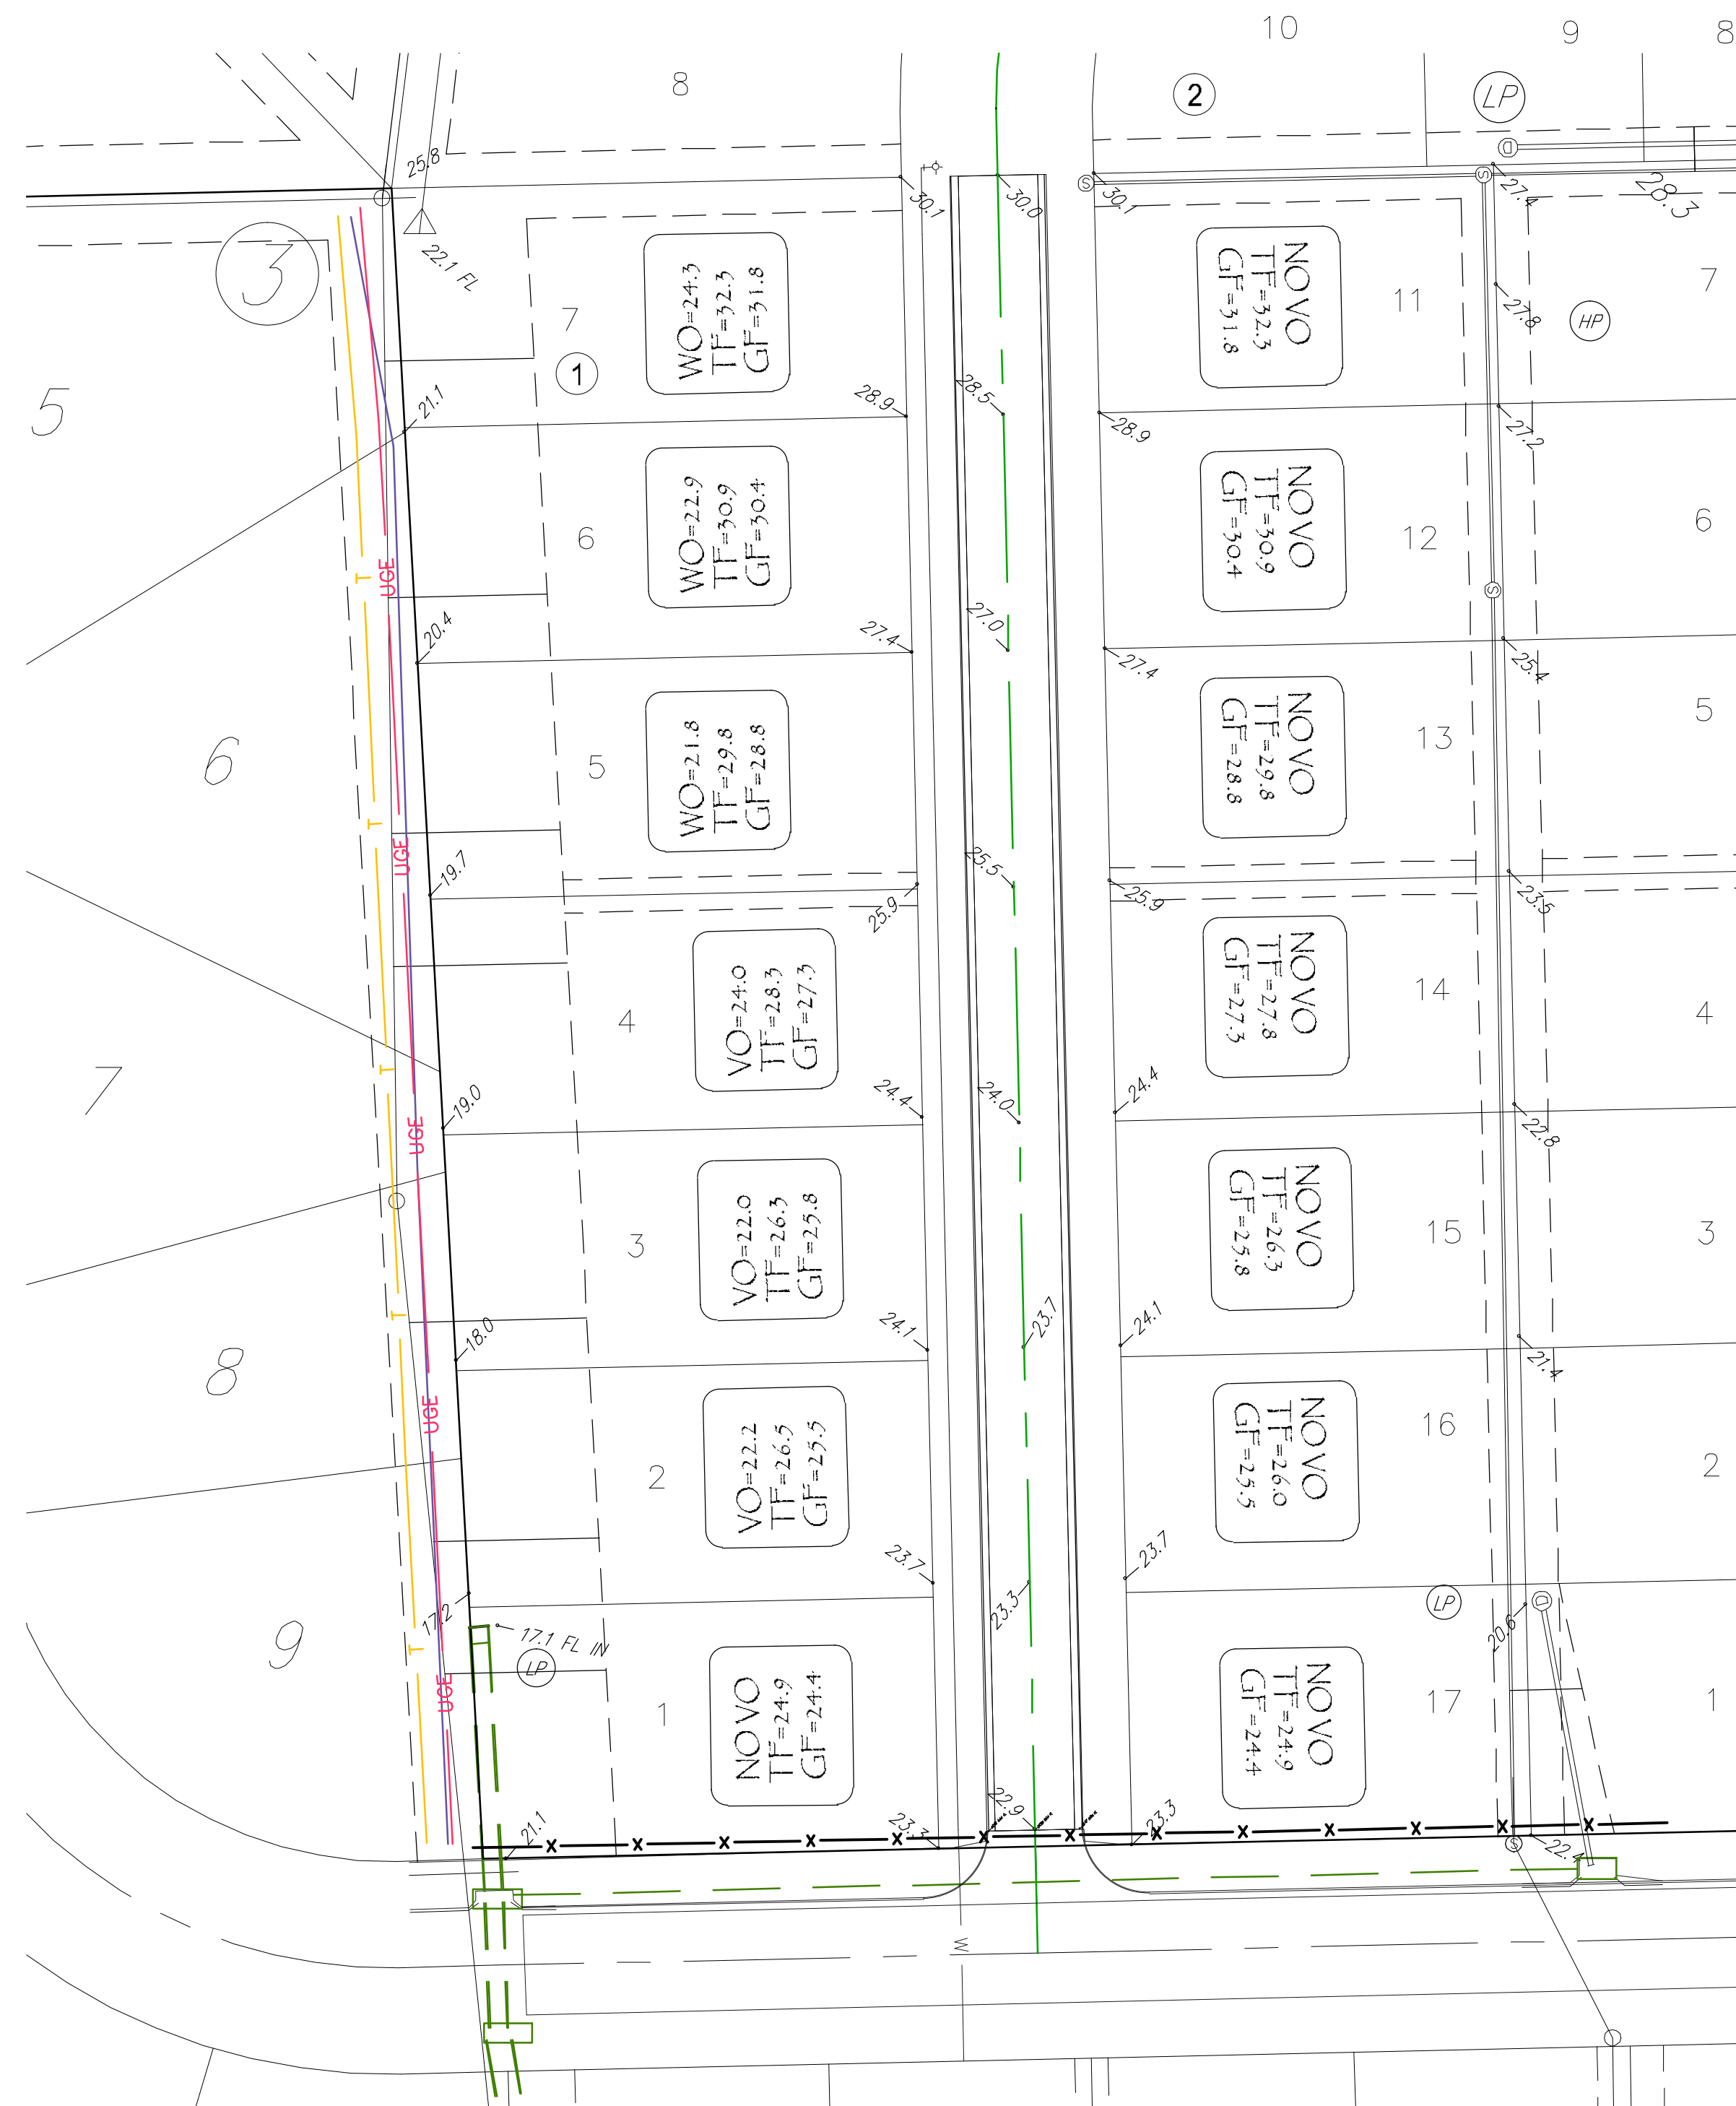 10
9
8
8
2
LP
D
S
S
25.8
30.1
30.0
30.1
27.4
28.3
3
22.1 FL
7
1
WO=24.3
TF=32.3
GF=31.8
NOVO
TF=32.3
GF=31.8
11
27.8
HP
7
5
21.1
28.9
28.5
28.9
27.2
6
WO=22.9
TF=30.9
GF=30.4
NOVO
TF=30.9
GF=30.4
12
6
T
UGE
S
20.4
27.4
27.0
27.4
25.4
6
5
WO=21.8
TF=29.8
GF=28.8
NOVO
TF=29.8
GF=28.8
13
5
T
UGE
19.7
25.9
25.5
25.9
23.5
4
VO=24.0
TF=28.3
GF=27.3
NOVO
TF=27.8
GF=27.3
14
4
7
T
UGE
19.0
24.4
24.0
24.4
22.8
3
VO=22.0
TF=26.3
GF=25.8
NOVO
TF=26.3
GF=25.8
15
3
T
18.0
24.1
23.7
24.1
21.4
8
UGE
2
VO=22.2
TF=26.5
GF=25.5
NOVO
TF=26.0
GF=25.5
16
2
17.2
23.7
23.3
23.7
LP
D
20.6
9
T
17.1 FL IN
LP
UGE
1
NOVO
TF=24.9
GF=24.4
NOVO
TF=24.9
GF=24.4
17
1
21.1
23.3
22.9
23.3
S
22.4
X X X X X X X X X X X X X
W